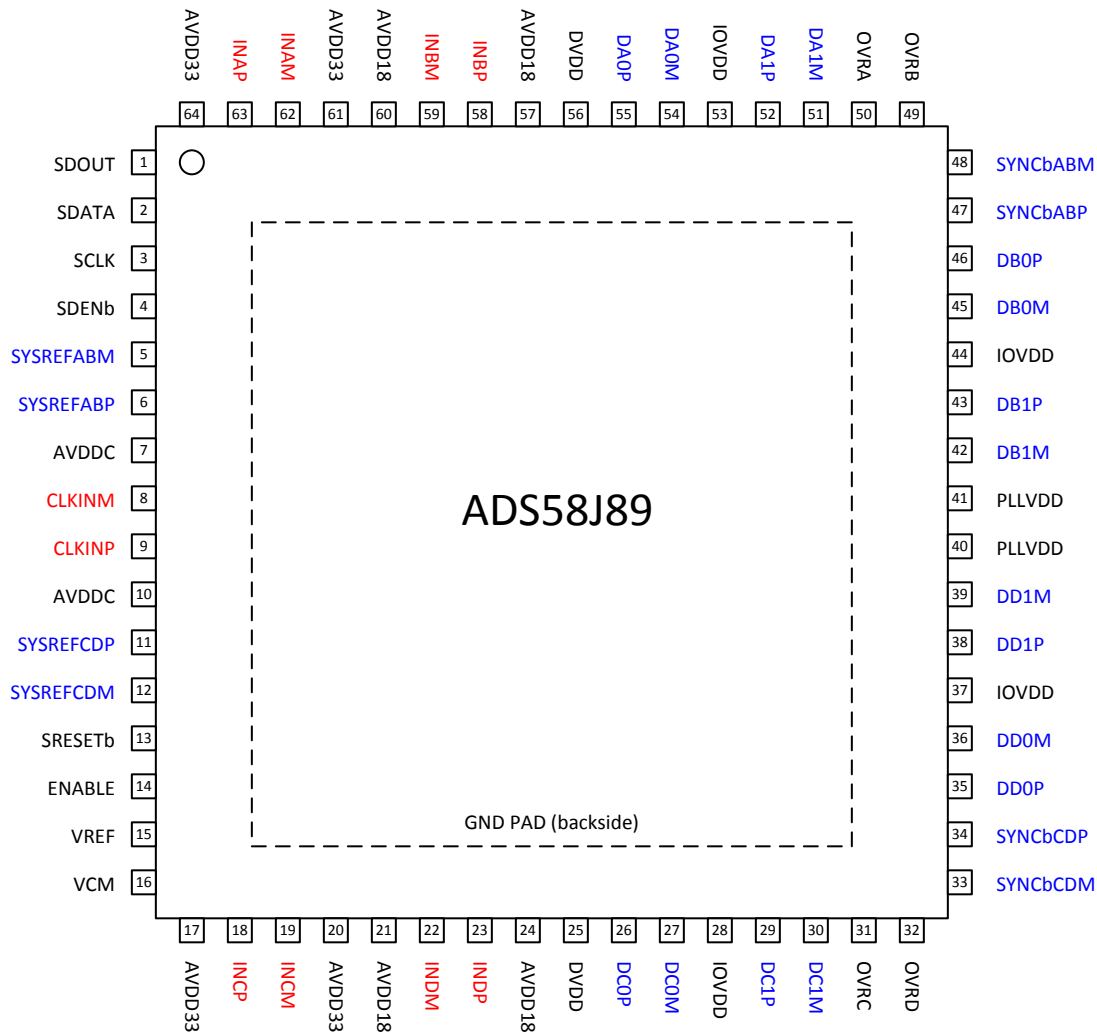 AVDD33 INAP INAM AVDD33 AVDD18 INBM INBP AVDD18 DVDD DA0P DA0M IOVDD DA1P DA1M OVRA OVRB
64 63 62 61 60 59 58 57 56 55 54 53 52 51 50 49
SDOUT 1 48 SYNCbABM
SDATA 2 47 SYNCbABP
SCLK 3 46 DB0P
SDENb 4 45 DB0M
SYSREFABM 5 44 IOVDD
SYSREFABP 6 43 DB1P
AVDDC 7 42 DB1M
CLKINM 8 41 PLLVDD
ADS58J89
CLKINP 9 40 PLLVDD
AVDDC 10 39 DD1M
SYSREFCDP 11 38 DD1P
SYSREFCDM 12 37 IOVDD
SRESETb 13 36 DD0M
ENABLE 14 35 DD0P
GND PAD (backside)
VREF 15 34 SYNCbCDP
VCM 16 33 SYNCbCDM
17 18 19 20 21 22 23 24 25 26 27 28 29 30 31 32
AVDD33 INCP INCM AVDD33 AVDD18 INDM INDP AVDD18 DVDD DC0P DC0M IOVDD DC1P DC1M OVRC OVRD